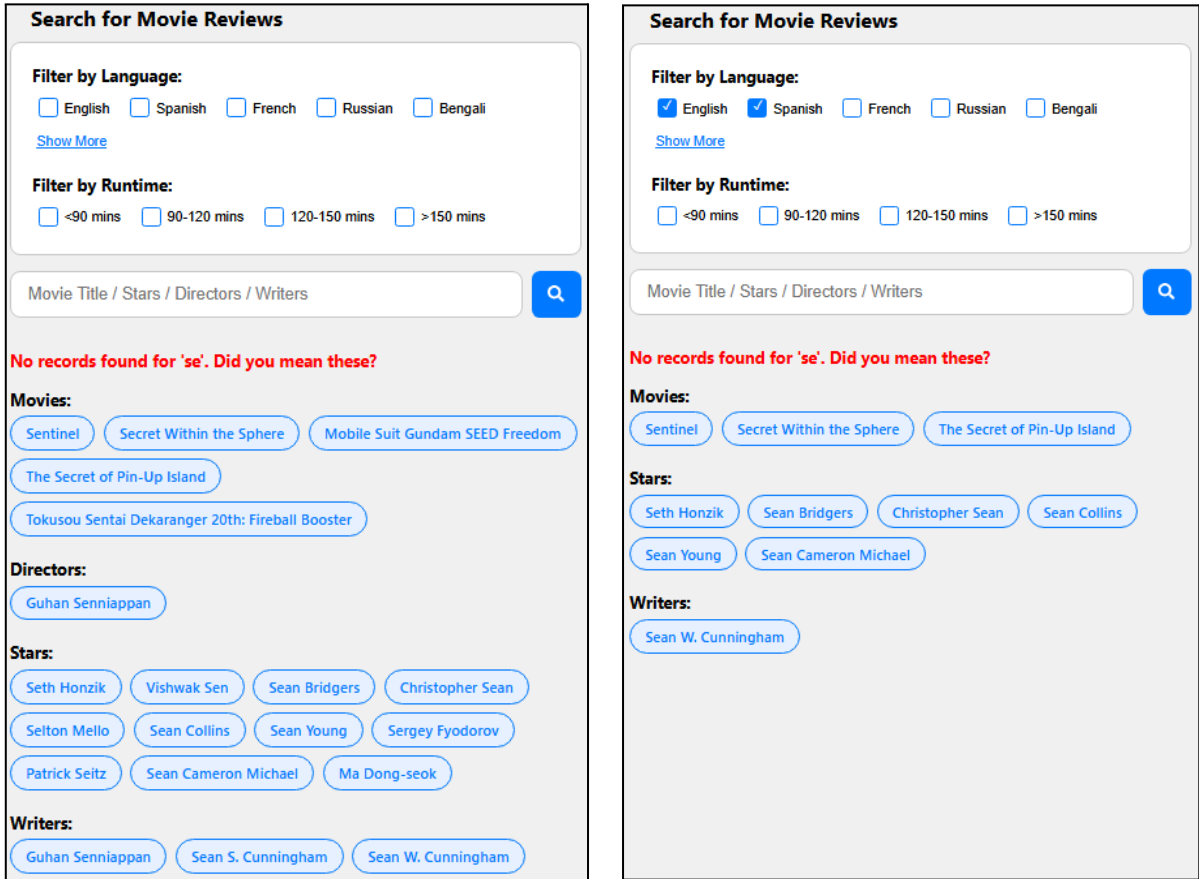 Search for Movie Reviews
Filter by Language:
English Spanish French Russian Bengali
Show More
Filter by Runtime:
<90 mins 90-120 mins 120-150 mins >150 mins
Movie Title / Stars / Directors / Writers
No records found for 'se'. Did you mean these?
Movies:
Sentinel Secret Within the Sphere Mobile Suit Gundam SEED Freedom
The Secret of Pin-Up Island
Tokusou Sentai Dekaranger 20th: Fireball Booster
Directors:
Guhan Senniappan
Stars:
Seth Honzik Vishwak Sen Sean Bridgers Christopher Sean
Selton Mello Sean Collins Sean Young Sergey Fyodorov
Patrick Seitz Sean Cameron Michael Ma Dong-seok
Writers:
Guhan Senniappan Sean S. Cunningham Sean W. Cunningham
Search for Movie Reviews
Filter by Language:
English Spanish French Russian Bengali
Show More
Filter by Runtime:
<90 mins 90-120 mins 120-150 mins >150 mins
Movie Title / Stars / Directors / Writers
No records found for 'se'. Did you mean these?
Movies:
Sentinel Secret Within the Sphere The Secret of Pin-Up Island
Stars:
Seth Honzik Sean Bridgers Christopher Sean Sean Collins
Sean Young Sean Cameron Michael
Writers:
Sean W. Cunningham